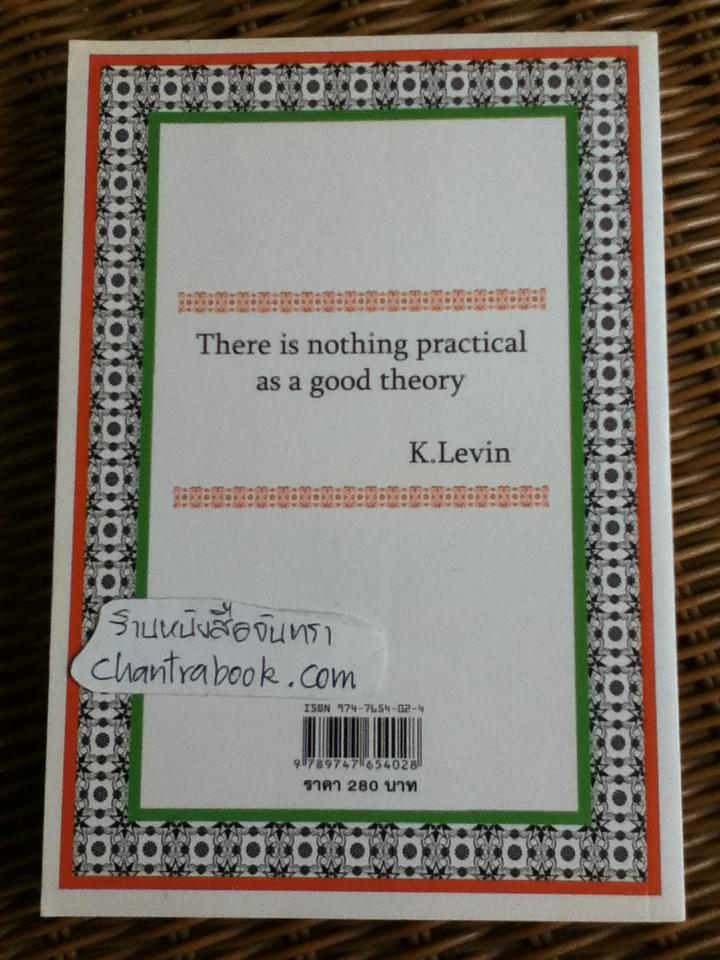 There is nothing practical
as a good theory
K.Levin
ร้านหนังสือจันทรา
chantrabook.com
ISBN 974-7654-02-4
9 789747 654028
ราคา 280 บาท